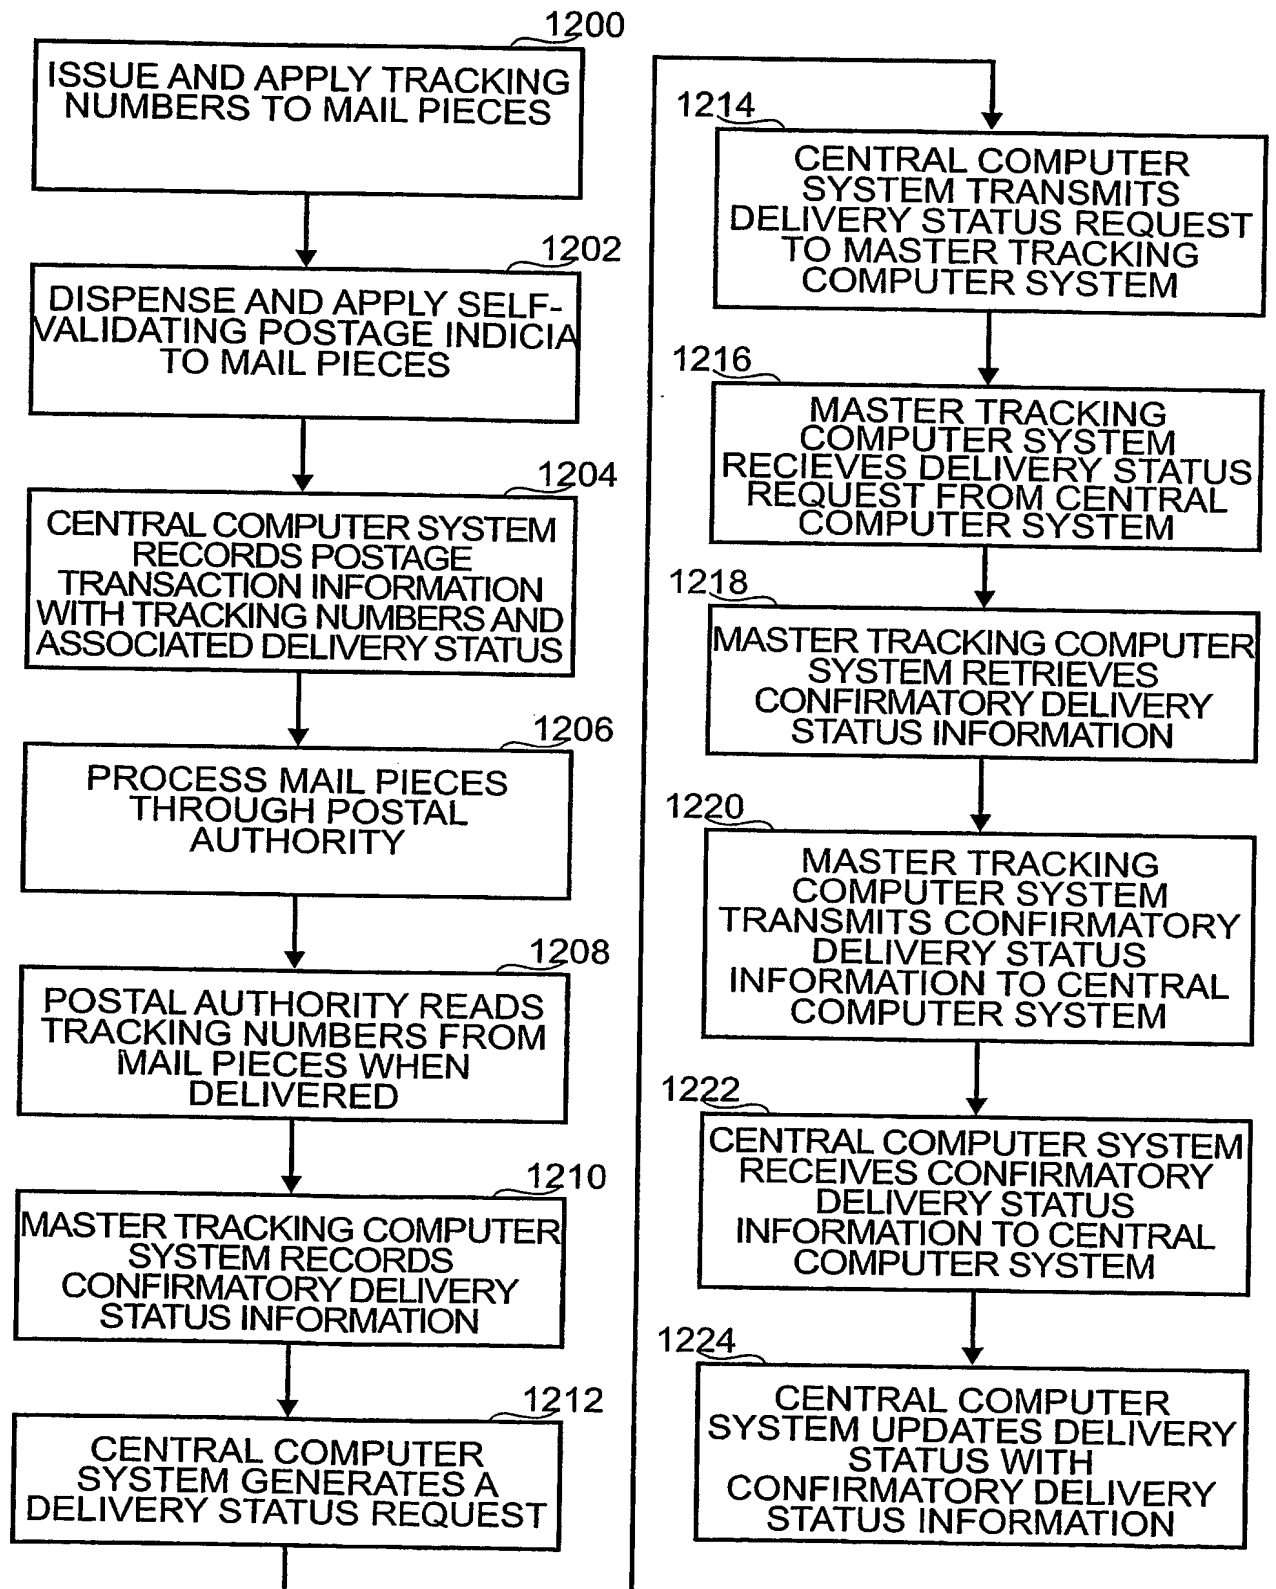 1200
ISSUE AND APPLY TRACKING
NUMBERS TO MAIL PIECES
1202
DISPENSE AND APPLY SELF-
VALIDATING POSTAGE INDICIA
TO MAIL PIECES
1204
CENTRAL COMPUTER SYSTEM
RECORDS POSTAGE
TRANSACTION INFORMATION
WITH TRACKING NUMBERS AND
ASSOCIATED DELIVERY STATUS
1206
PROCESS MAIL PIECES
THROUGH POSTAL
AUTHORITY
1208
POSTAL AUTHORITY READS
TRACKING NUMBERS FROM
MAIL PIECES WHEN
DELIVERED
1210
MASTER TRACKING COMPUTER
SYSTEM RECORDS
CONFIRMATORY DELIVERY
STATUS INFORMATION
1212
CENTRAL COMPUTER
SYSTEM GENERATES A
DELIVERY STATUS REQUEST
1214
CENTRAL COMPUTER
SYSTEM TRANSMITS
DELIVERY STATUS REQUEST
TO MASTER TRACKING
COMPUTER SYSTEM
1216
MASTER TRACKING
COMPUTER SYSTEM
RECIEVES DELIVERY STATUS
REQUEST FROM CENTRAL
COMPUTER SYSTEM
1218
MASTER TRACKING COMPUTER
SYSTEM RETRIEVES
CONFIRMATORY DELIVERY
STATUS INFORMATION
1220
MASTER TRACKING
COMPUTER SYSTEM
TRANSMITS CONFIRMATORY
DELIVERY STATUS
INFORMATION TO CENTRAL
COMPUTER SYSTEM
1222
CENTRAL COMPUTER SYSTEM
RECEIVES CONFIRMATORY
DELIVERY STATUS
INFORMATION TO CENTRAL
COMPUTER SYSTEM
1224
CENTRAL COMPUTER
SYSTEM UPDATES DELIVERY
STATUS WITH
CONFIRMATORY DELIVERY
STATUS INFORMATION